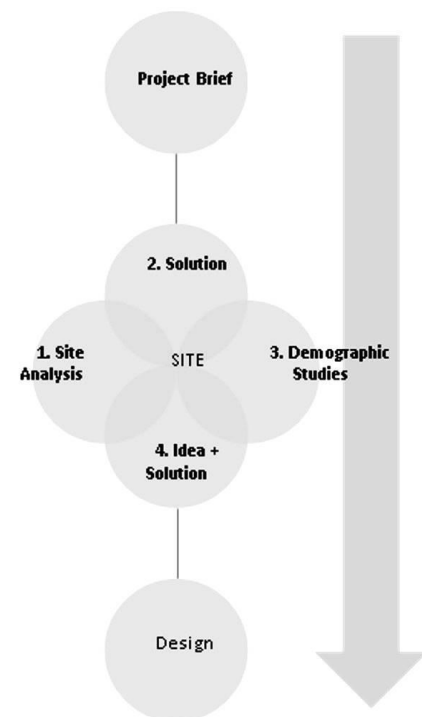 Project Brief
2. Solution
1. Site
Analysis
SITE
3. Demographic
Studies
4. Idea +
Solution
Design